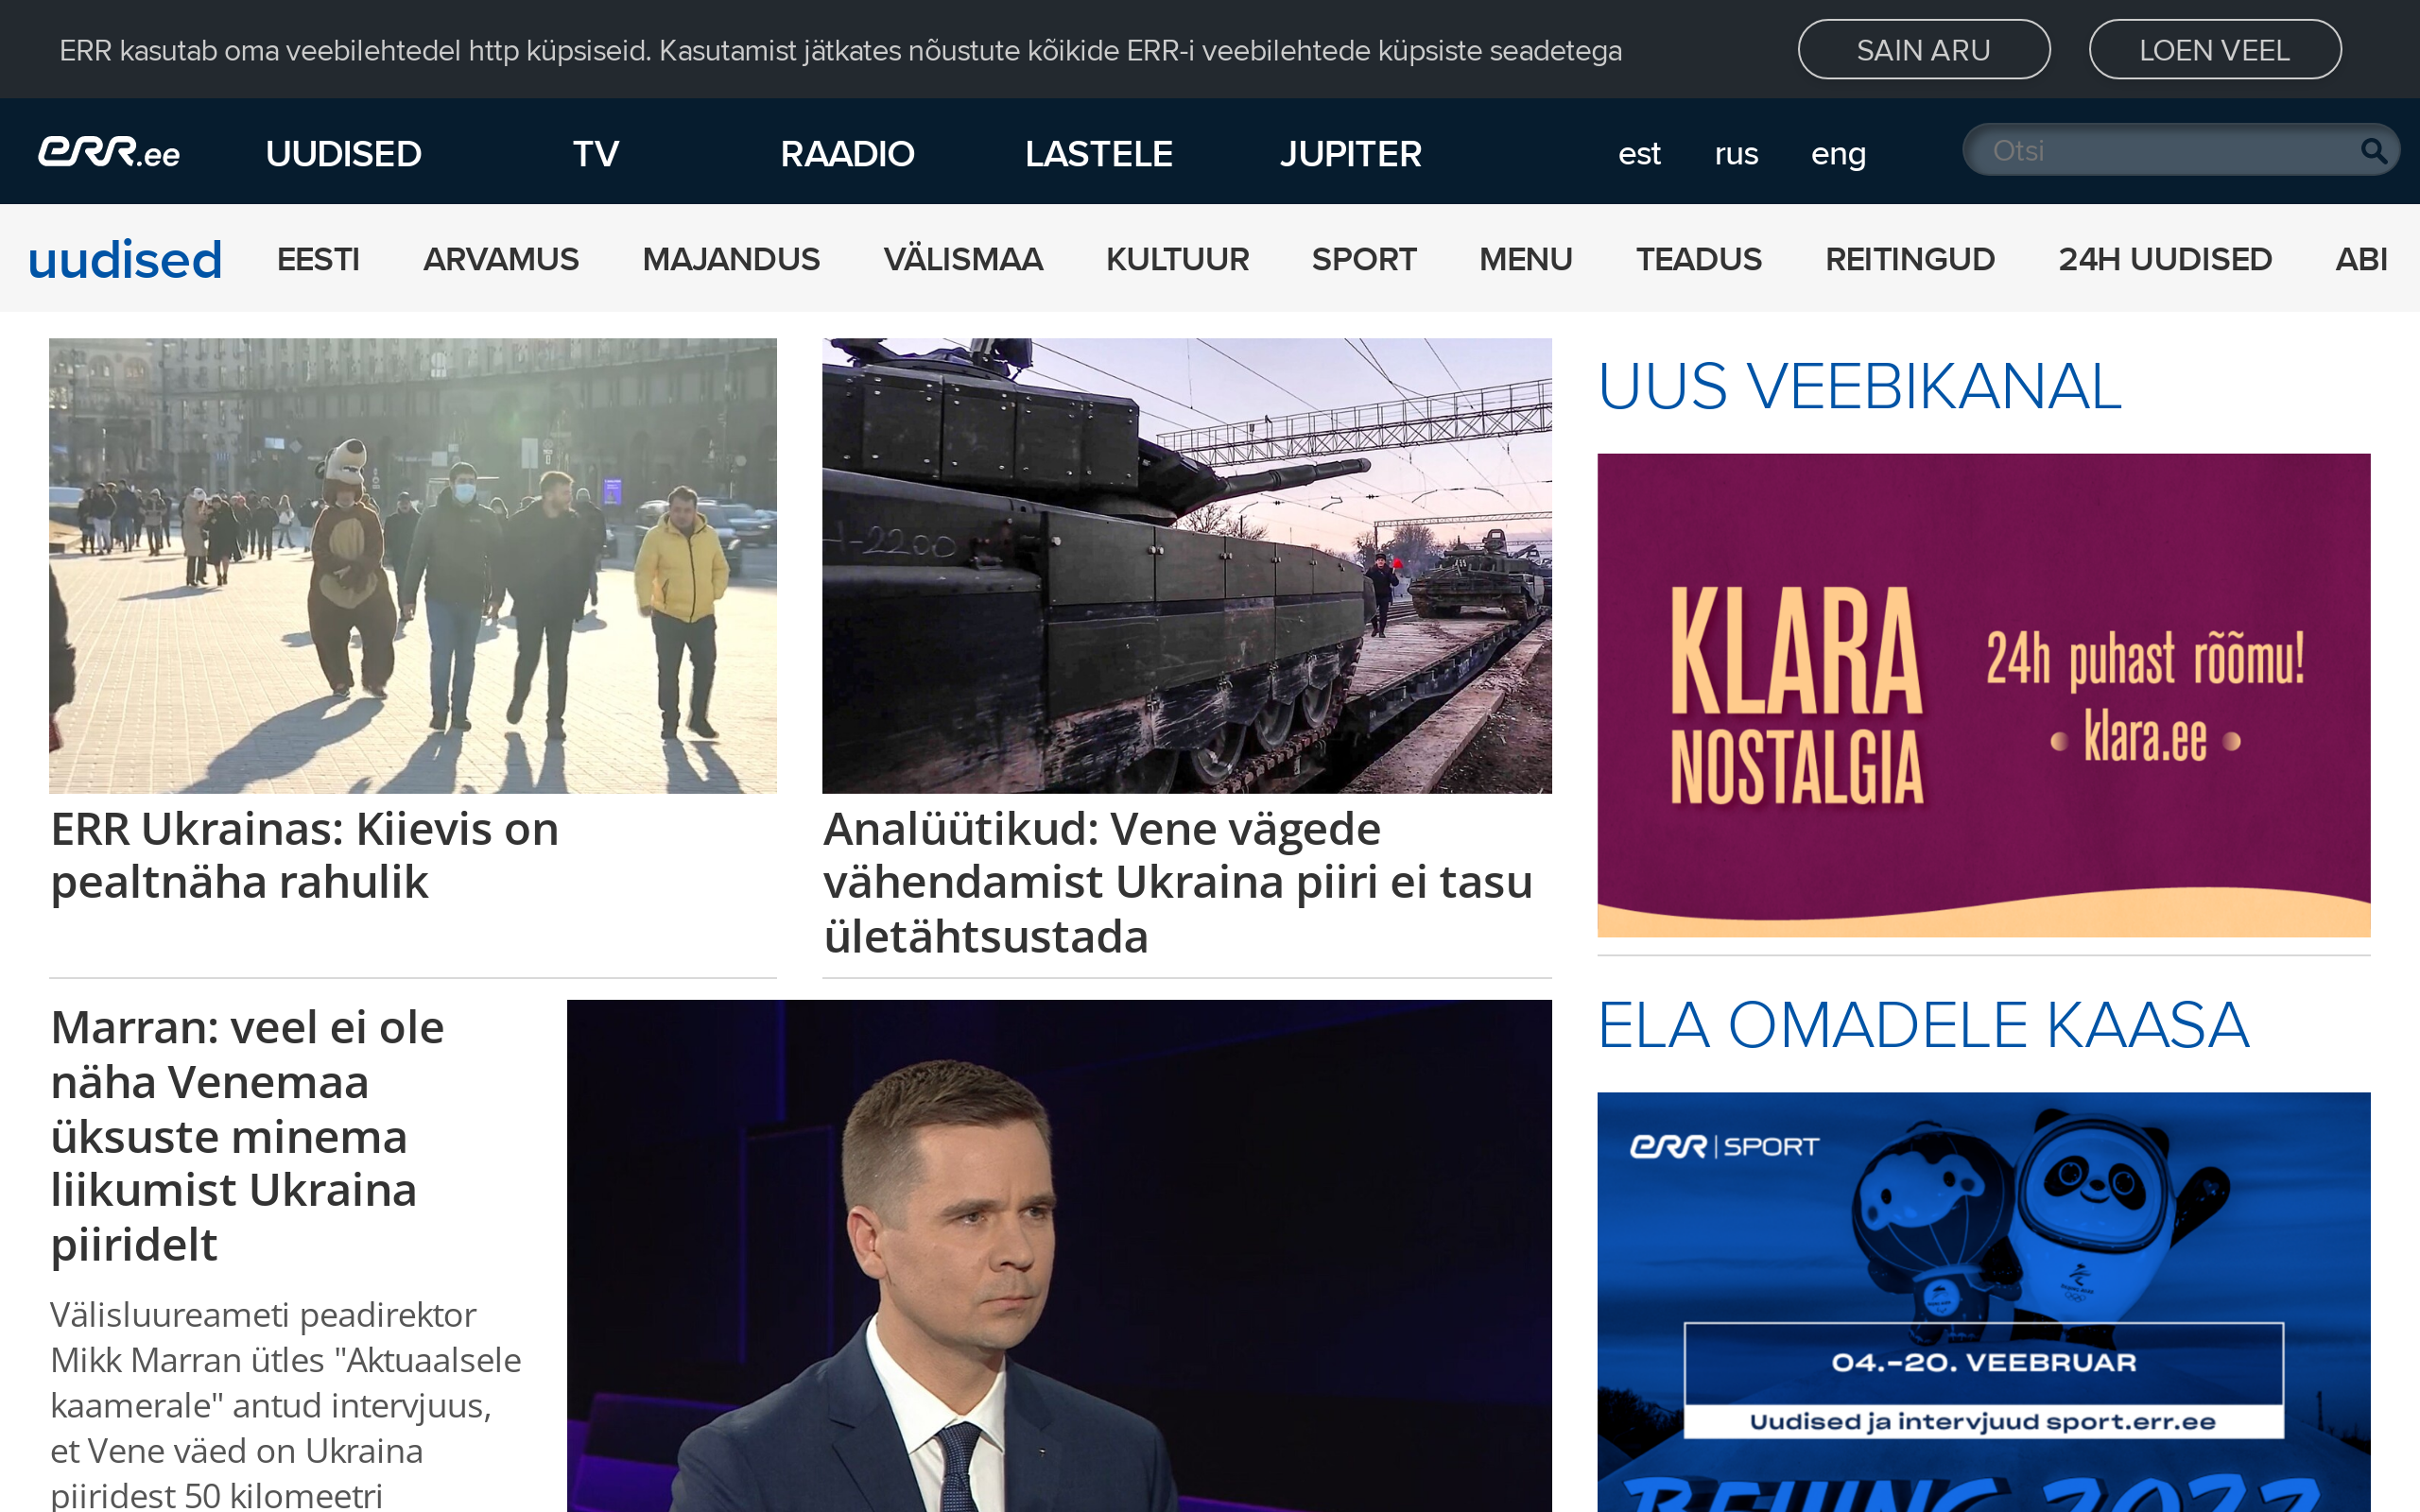 ERR kasutab oma veebilehtedel http küpsiseid. Kasutamist jätkates nõustute kõikide ERR-i veebilehtede küpsiste seadetega
SAIN ARU
LOEN VEEL
err.ee
UUDISED
TV
RAADIO
LASTELE
JUPITER
est
rus
eng
Otsi
uudised
EESTI
ARVAMUS
MAJANDUS
VÄLISMAA
KULTUUR
SPORT
MENU
TEADUS
REITINGUD
24H UUDISED
ABI
ERR Ukrainas: Kiievis on
pealtnäha rahulik
Analüütikud: Vene vägede
vähendamist Ukraina piiri ei tasu
ületähtsustada
Marran: veel ei ole
näha Venemaa
üksuste minema
liikumist Ukraina
piiridelt
Välisluureameti peadirektor
Mikk Marran ütles "Aktuaalsele
kaamerale" antud intervjuus,
et Vene väed on Ukraina
piiridest 50 kilomeetri
UUS VEEBIKANAL
KLARA
NOSTALGIA
24h puhast rõõmu!
• klara.ee •
ELA OMADELE KAASA
err | SPORT
04.-20. VEEBRUAR
Uudised ja intervjuud sport.err.ee
BEIJING 2022